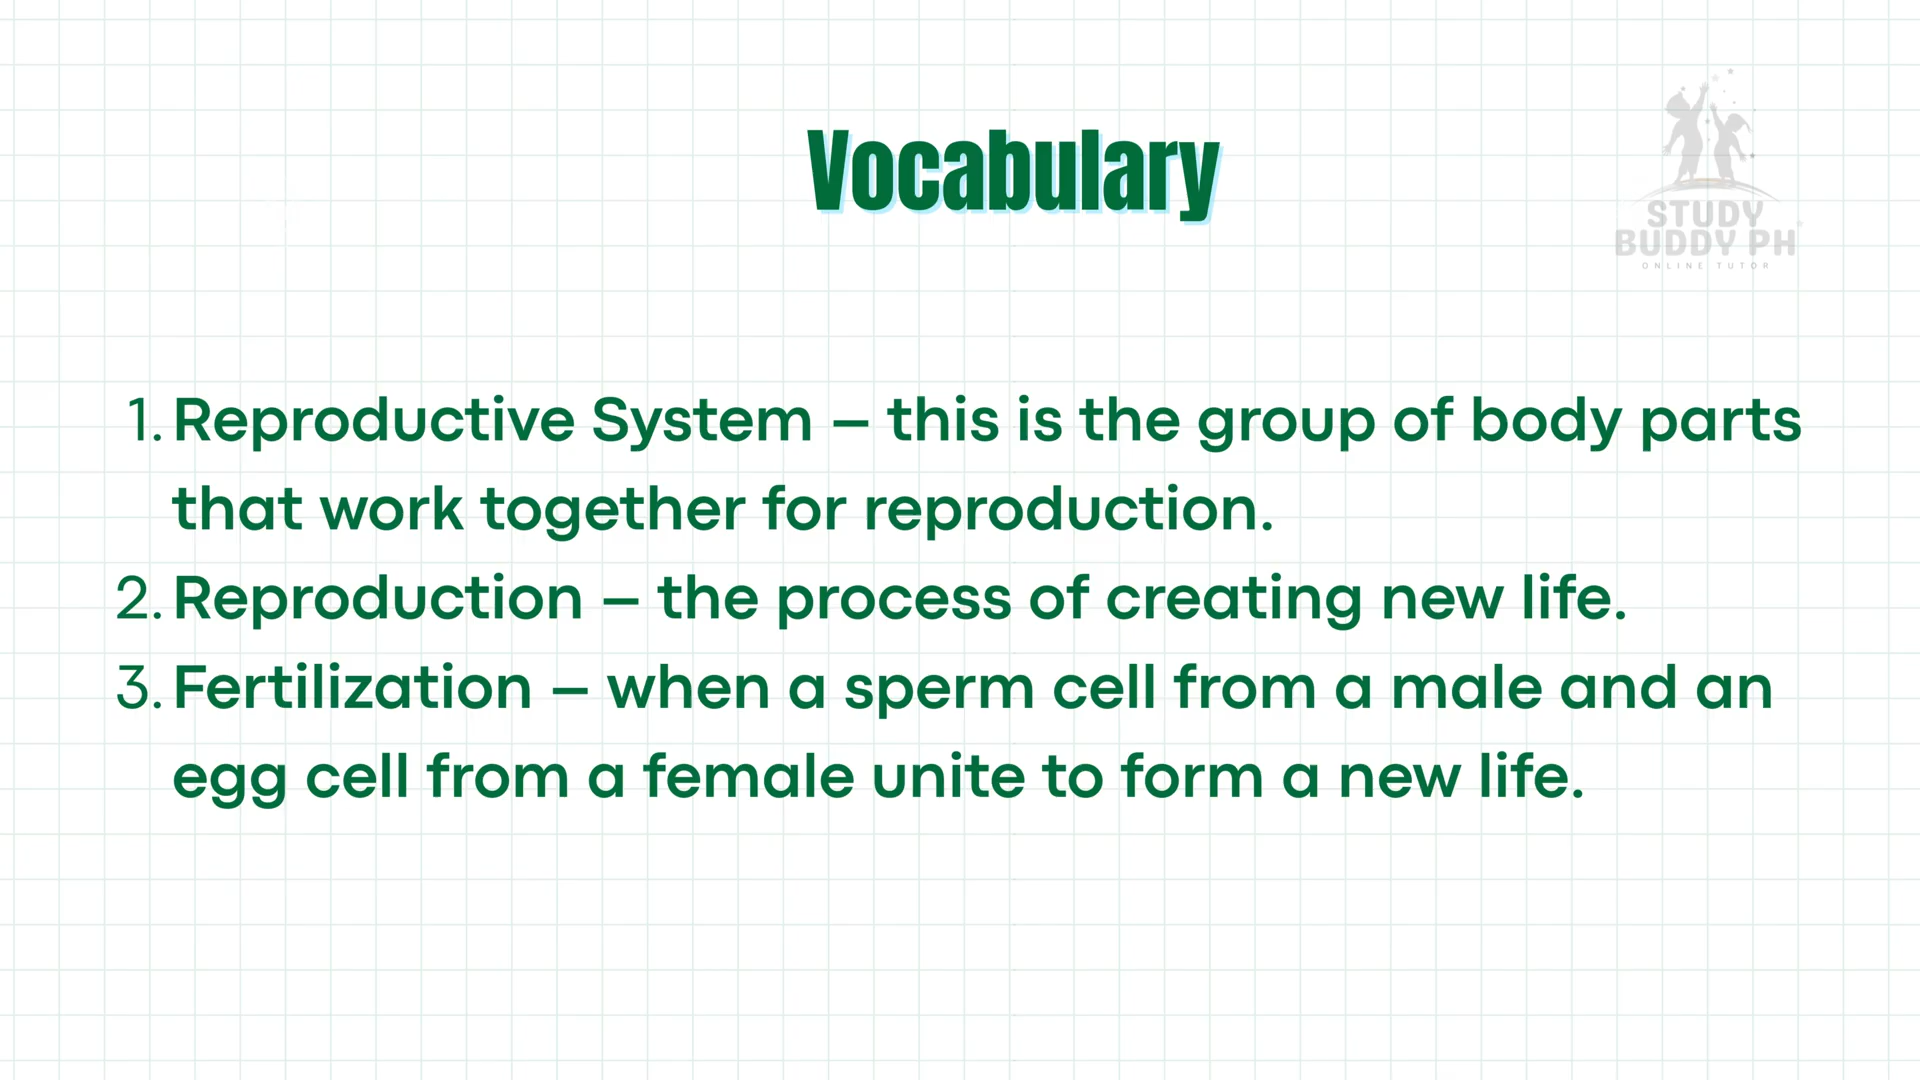 Vocabulary
STUDY
BUDDY PH
ONLINE TUTOR
1. Reproductive System – this is the group of body parts
that work together for reproduction.
2. Reproduction – the process of creating new life.
3. Fertilization – when a sperm cell from a male and an
egg cell from a female unite to form a new life.